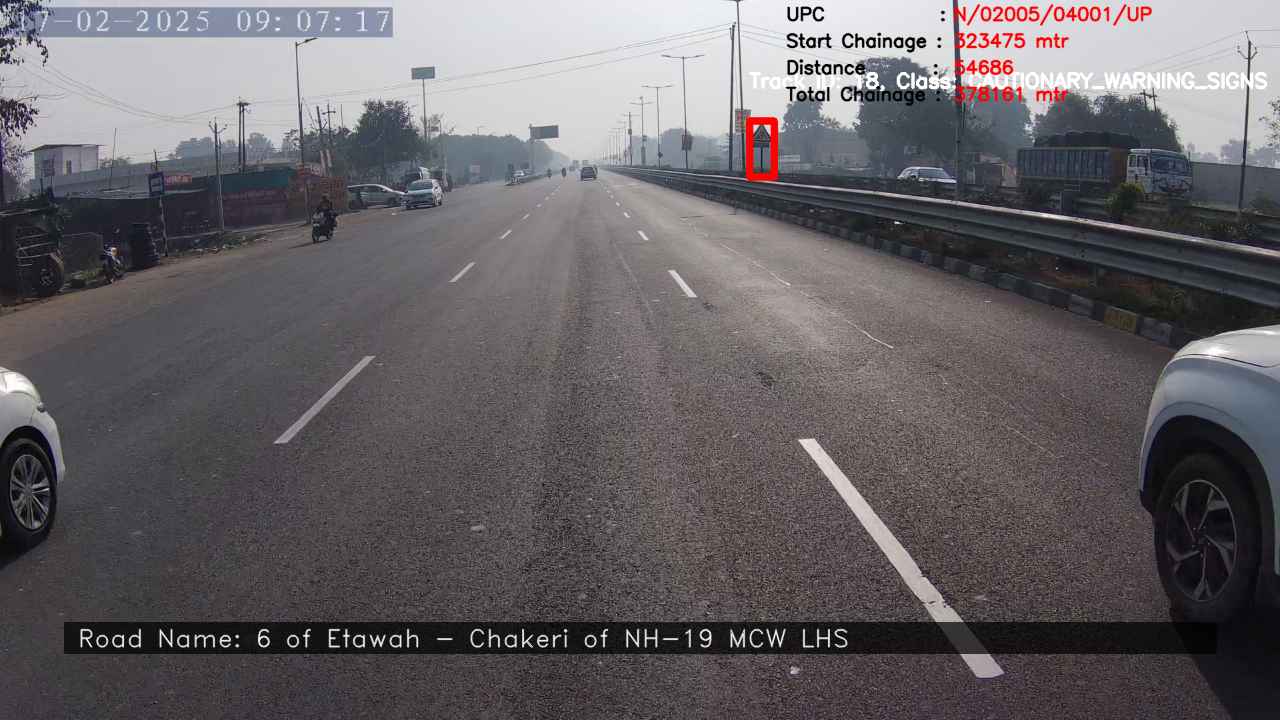 17-02-2025 09:07:17
UPC : N/02005/04001/UP
Start Chainage : 323475 mtr
Distance : 54686
Track ID: 18, Class: CAUTIONARY_WARNING_SIGNS
Total Chainage : 378161 mtr
Road Name: 6 of Etawah - Chakeri of NH-19 MCW LHS